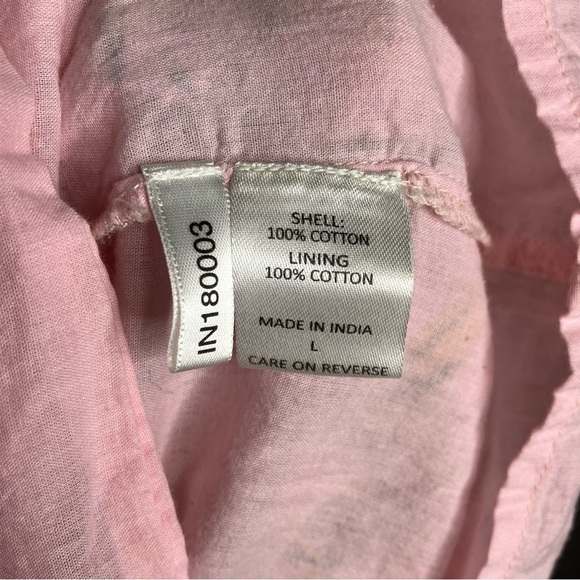 IN180003
SHELL:
100% COTTON
LINING
100% COTTON
MADE IN INDIA
L
CARE ON REVERSE